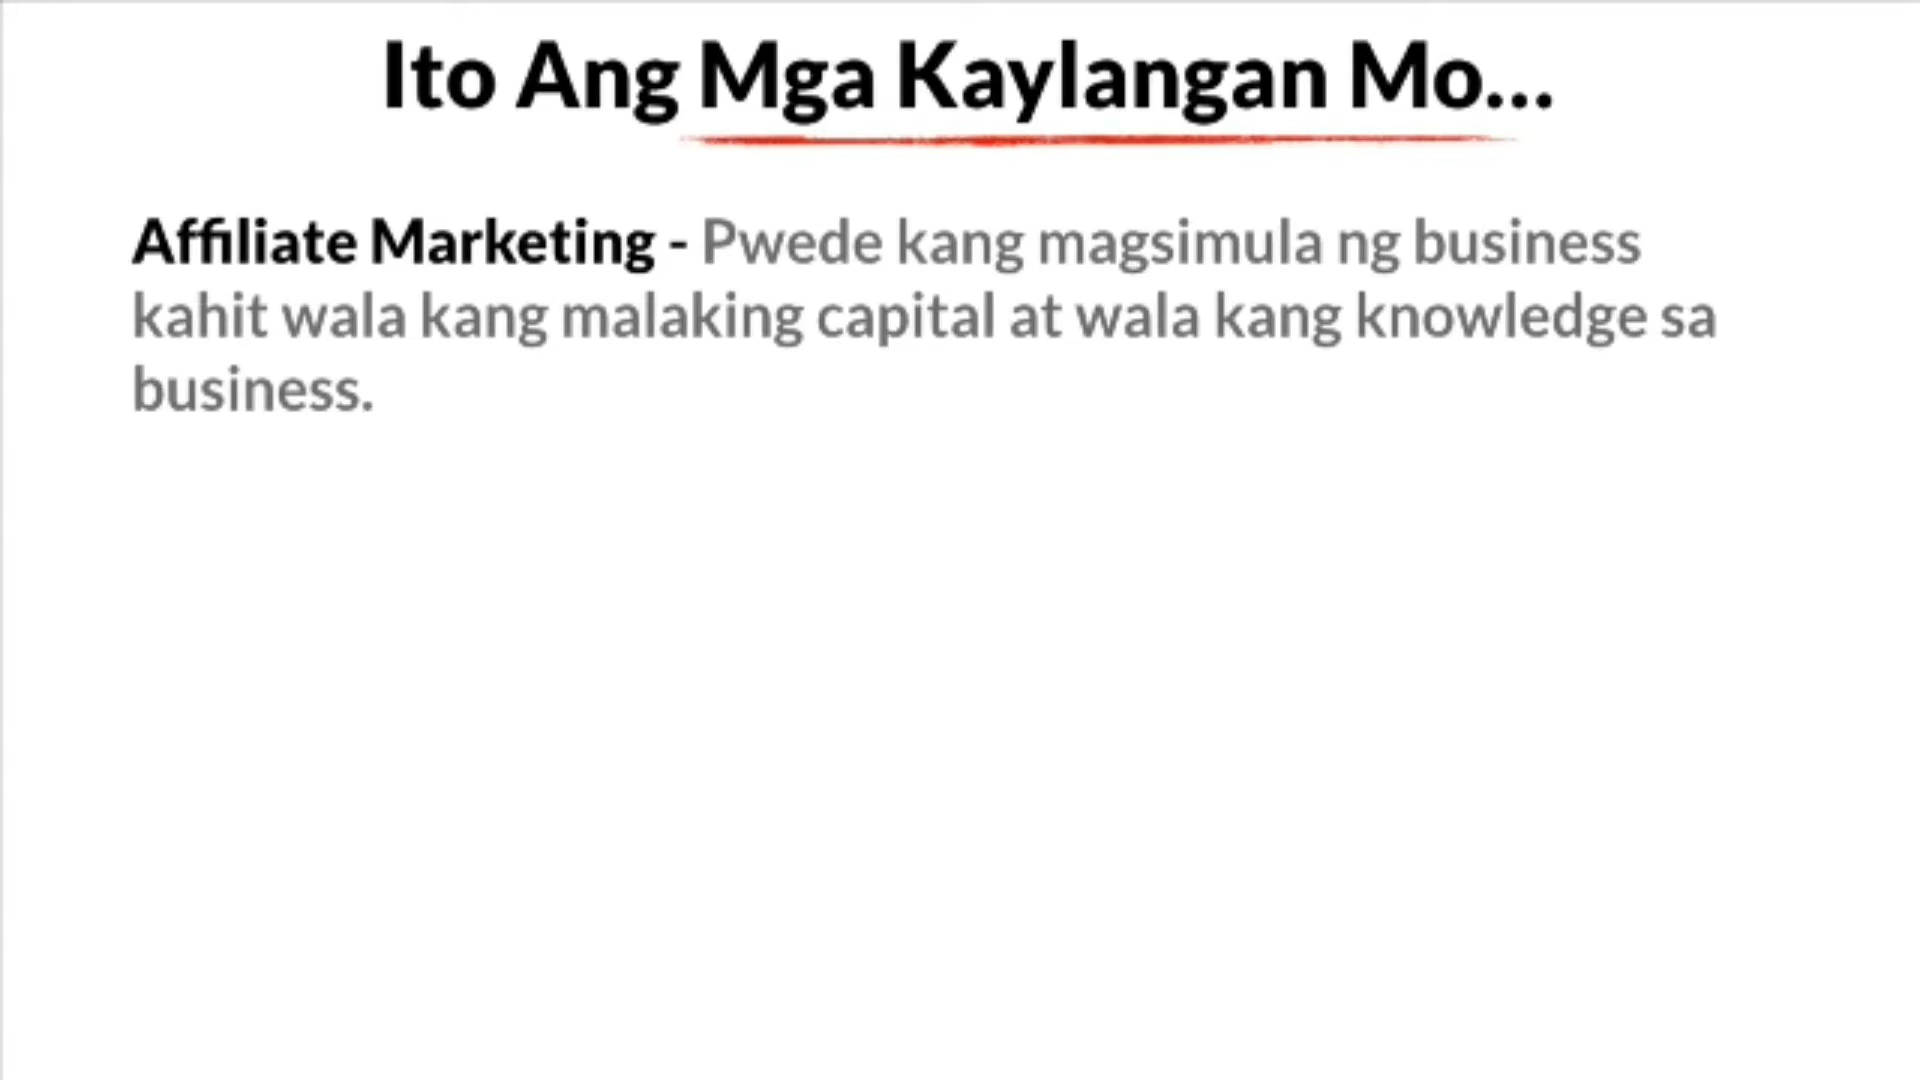 Ito Ang Mga Kaylangan Mo...
Affiliate Marketing - Pwede kang magsimula ng business
kahit wala kang malaking capital at wala kang knowledge sa
business.